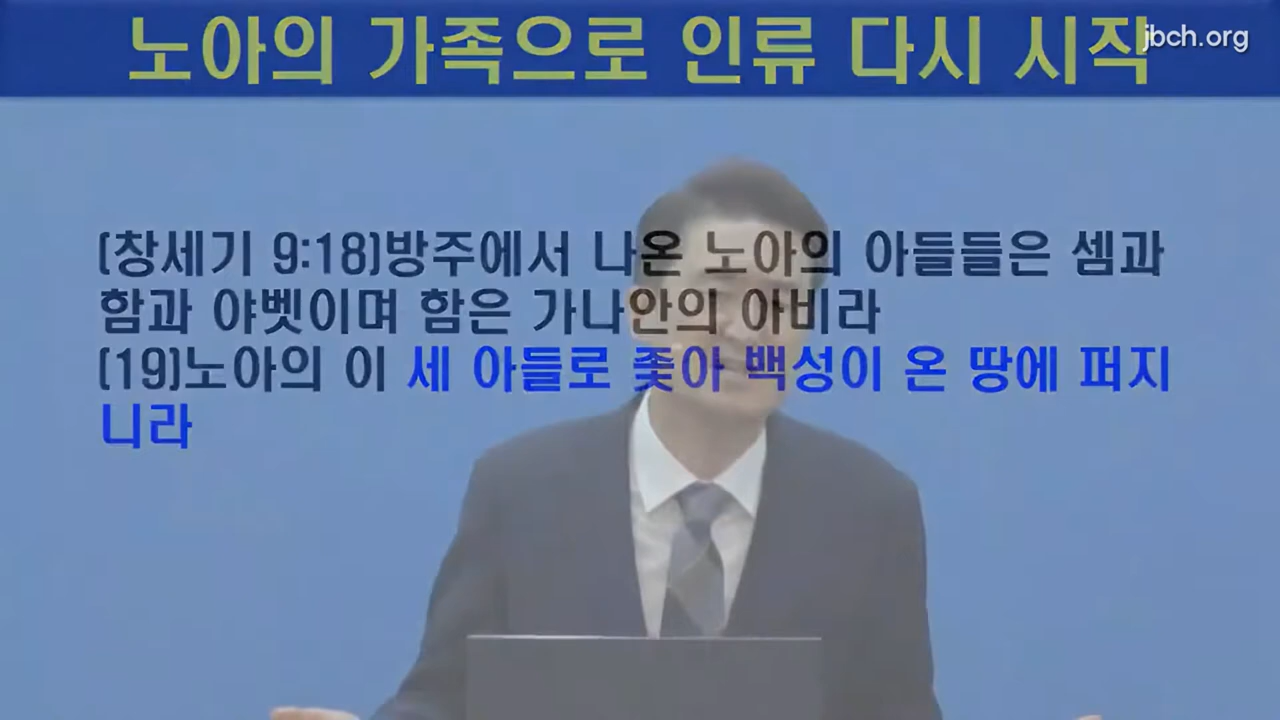 노아의 가족으로 인류 다시 시작
jbch.org
[창세기 9:18]방주에서 나온 노아의 아들들은 셈과
함과 야벳이며 함은 가나안의 아비라
[19]노아의 이 세 아들로 좇아 백성이 온 땅에 퍼지
니라